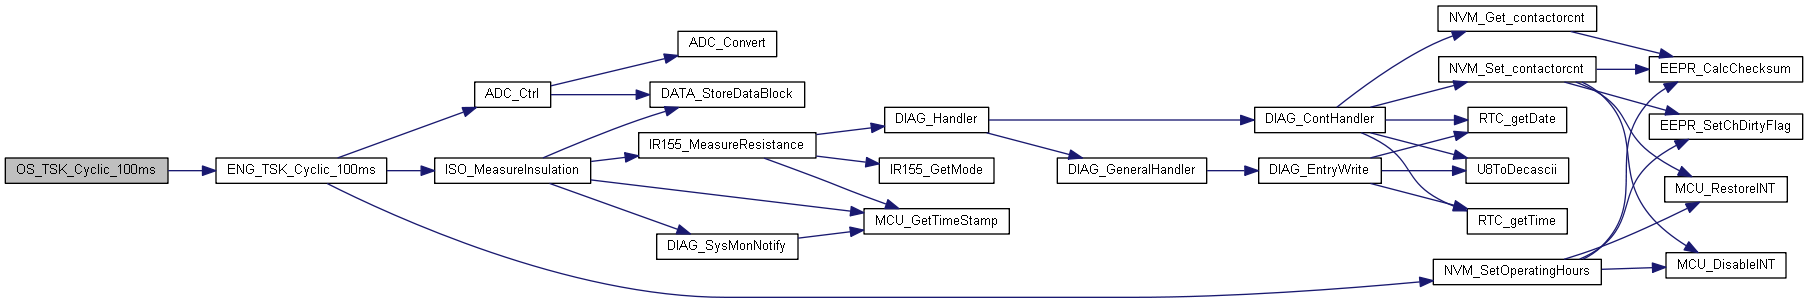 OS_TSK_Cyclic_100ms
ENG_TSK_Cyclic_100ms
ADC_Ctrl
ISO_MeasureInsulation
ADC_Convert
DATA_StoreDataBlock
IR155_MeasureResistance
DIAG_SysMonNotify
DIAG_Handler
IR155_GetMode
MCU_GetTimeStamp
DIAG_GeneralHandler
DIAG_ContHandler
DIAG_EntryWrite
NVM_Get_contactorcnt
NVM_Set_contactorcnt
RTC_getDate
U8ToDecascii
RTC_getTime
NVM_SetOperatingHours
EEPR_CalcChecksum
EEPR_SetChDirtyFlag
MCU_RestoreINT
MCU_DisableINT